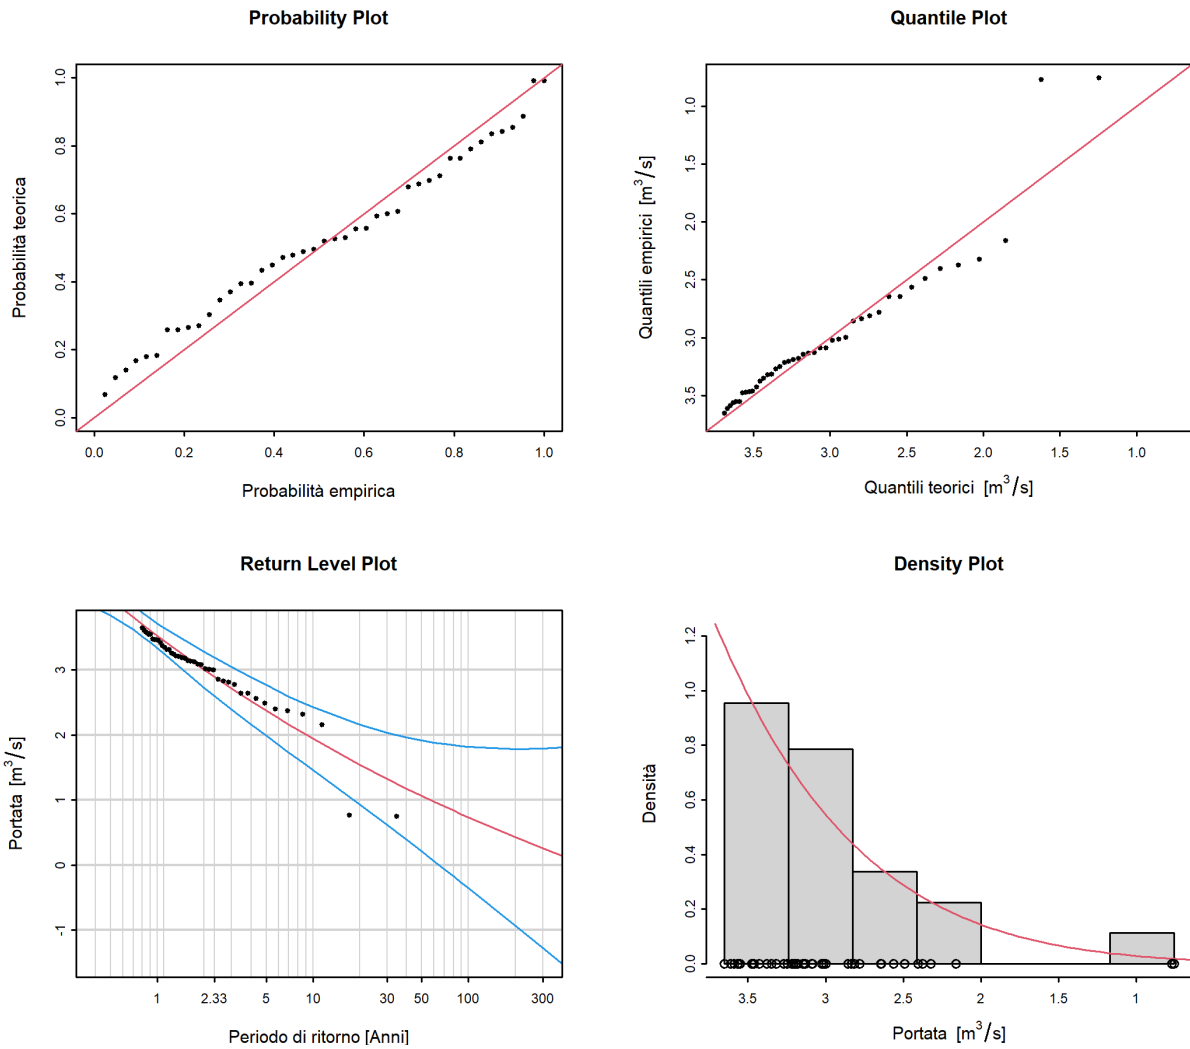 Probability Plot
Probabilità teorica
0.0 0.2 0.4 0.6 0.8 1.0
0.0 0.2 0.4 0.6 0.8 1.0
Probabilità empirica
Quantile Plot
Quantili empirici [m³/s]
3.5 3.0 2.5 2.0 1.5 1.0
3.5 3.0 2.5 2.0 1.5 1.0
Quantili teorici [m³/s]
Return Level Plot
Portata [m³/s]
-1 0 1 2 3
1 2.33 5 10 30 50 100 300
Periodo di ritorno [Anni]
Density Plot
Densità
0.0 0.2 0.4 0.6 0.8 1.0 1.2
3.5 3 2.5 2 1.5 1
Portata [m³/s]